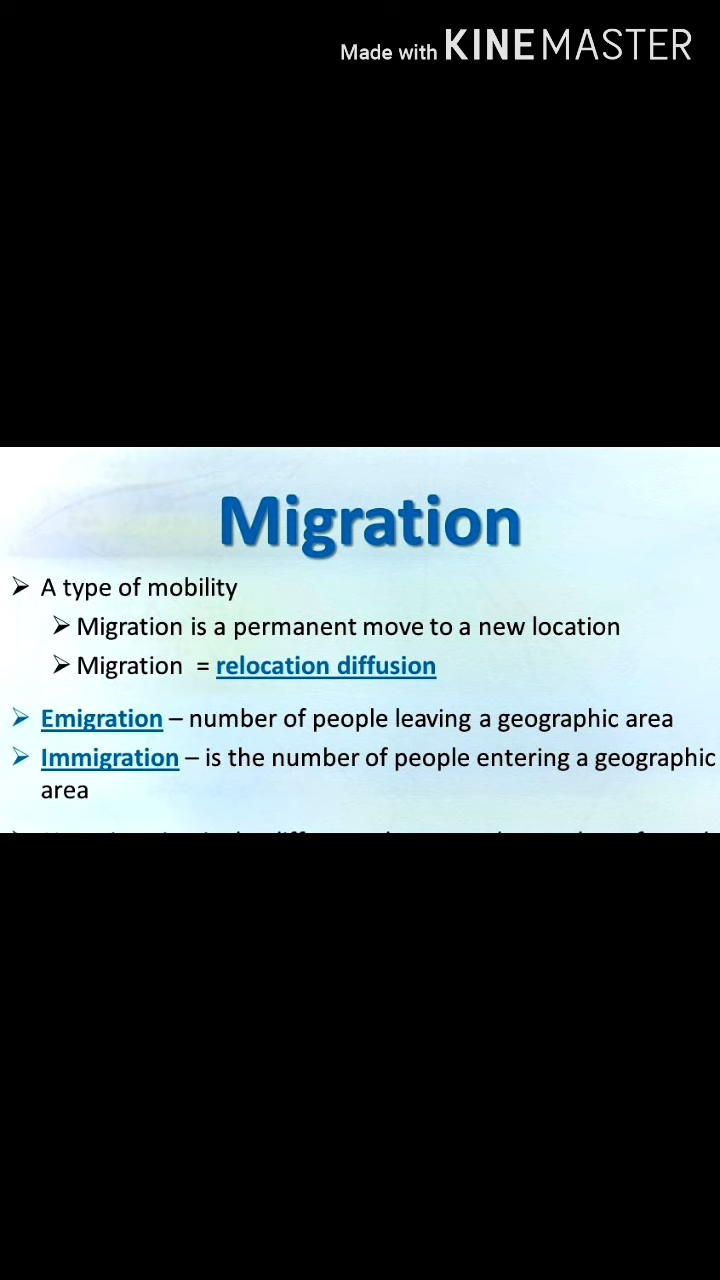 Made with KINEMASTER
Migration
➢ A type of mobility
➢ Migration is a permanent move to a new location
➢ Migration = relocation diffusion
➢ Emigration – number of people leaving a geographic area
➢ Immigration – is the number of people entering a geographic
area